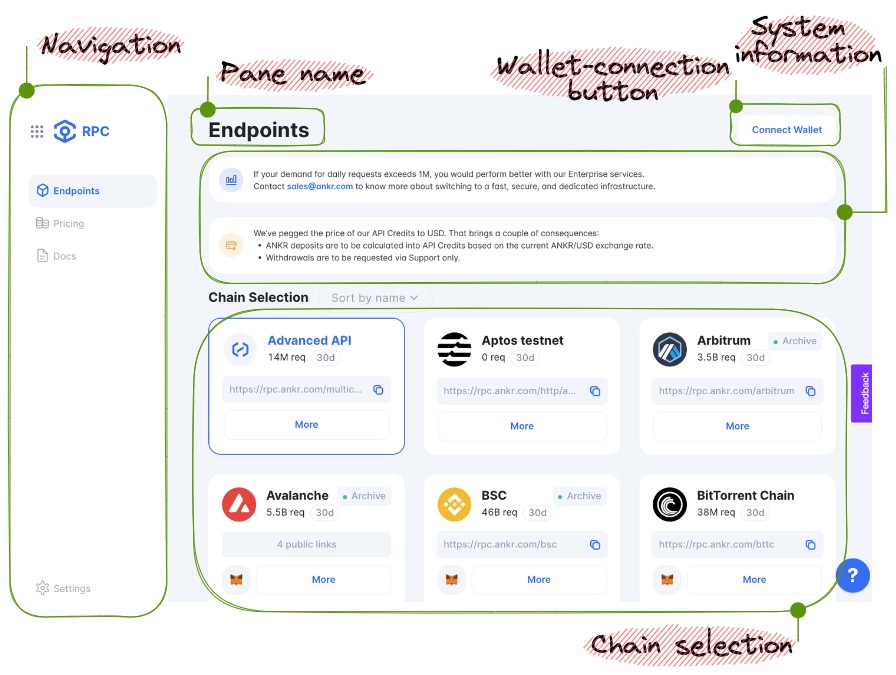 Navigation
Pane name
Wallet-connection
button
System
information
RPC
Endpoints
Pricing
Docs
Settings
Endpoints
Connect Wallet
If your demand for daily requests exceeds 1M, you would perform better with our Enterprise services.
Contact sales@ankr.com to know more about switching to a fast, secure, and dedicated infrastructure.
We've pegged the price of our API Credits to USD. That brings a couple of consequences:
• ANKR deposits are to be calculated into API Credits based on the current ANKR/USD exchange rate.
• Withdrawals are to be requested via Support only.
Chain Selection Sort by name
Advanced API
14M req 30d
https://rpc.ankr.com/multic...
More
Aptos testnet
0 req 30d
https://rpc.ankr.com/http/a...
More
Arbitrum Archive
3.5B req 30d
https://rpc.ankr.com/arbitrum
More
Avalanche Archive
5.5B req 30d
4 public links
More
BSC Archive
46B req 30d
https://rpc.ankr.com/bsc
More
BitTorrent Chain
38M req 30d
https://rpc.ankr.com/bttc
More
Feedback
?
Chain selection